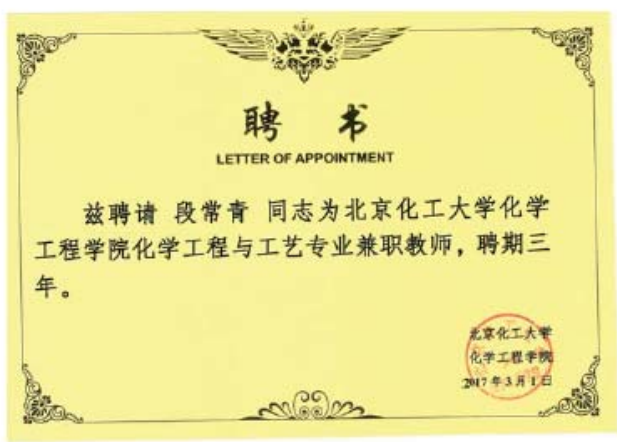 聘 书
LETTER OF APPOINTMENT
兹聘请 段常青 同志为北京化工大学化学
工程学院化学工程与工艺专业兼职教师，聘期三
年。
北京化工大学
化学工程学院
2017年3月1日